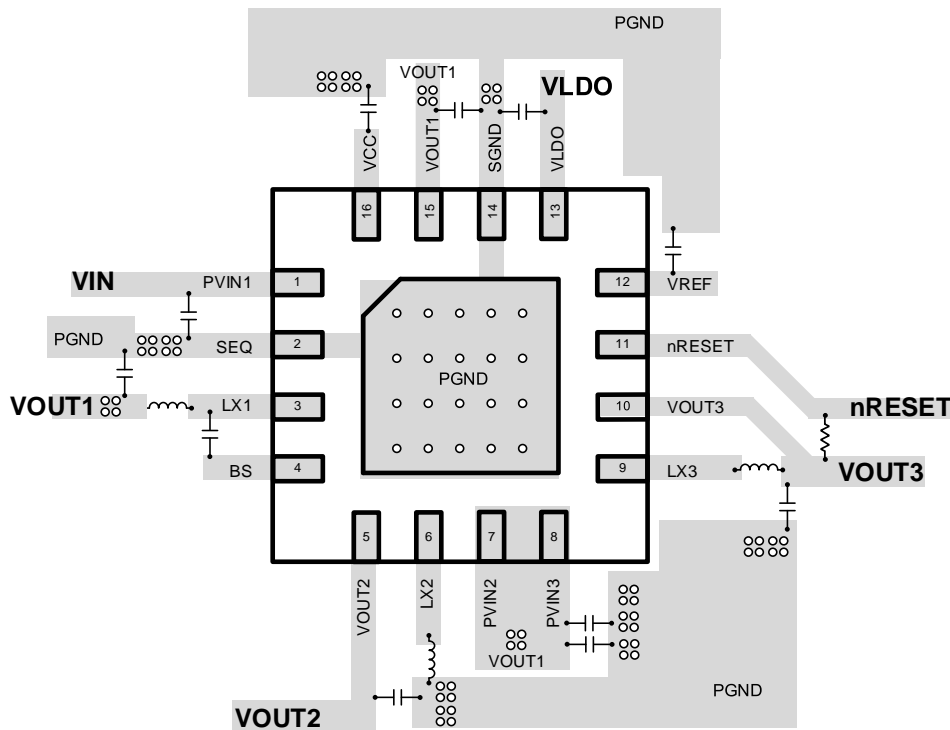 PGND
VOUT1
VLDO
VCC
VOUT1
SGND
VLDO
16
15
14
13
VIN
PVIN1
1
12
VREF
PGND
SEQ
2
11
nRESET
PGND
VOUT1
LX1
3
10
VOUT3
nRESET
BS
4
9
LX3
VOUT3
5
6
7
8
VOUT2
LX2
PVIN2
PVIN3
VOUT1
PGND
VOUT2